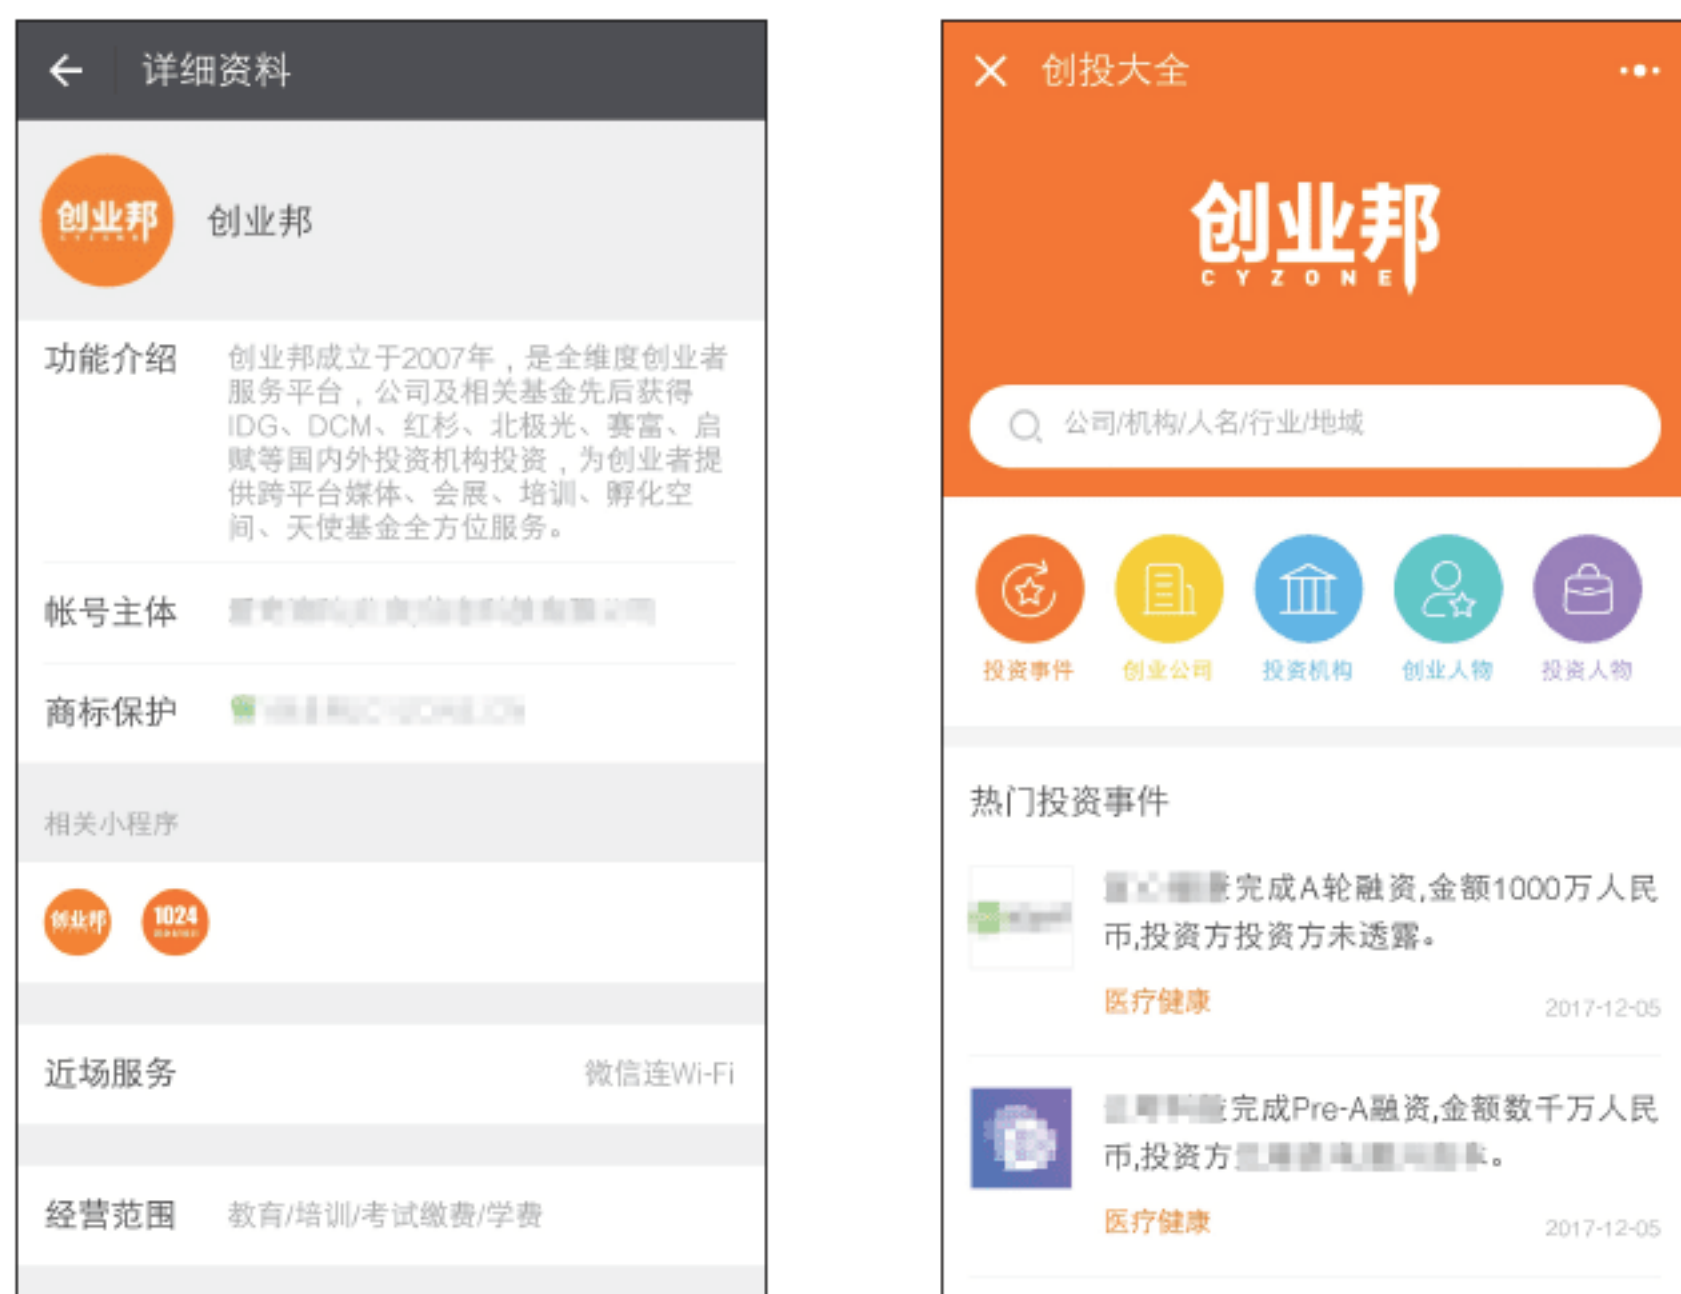 详细资料
创业邦
CYZONE
创业邦
功能介绍
创业邦成立于2007年，是全维度创业者
服务平台，公司及相关基金先后获得
IDG、DCM、红杉、北极光、赛富、启
赋等国内外投资机构投资，为创业者提
供跨平台媒体、会展、培训、孵化空
间、天使基金全方位服务。
帐号主体
商标保护
相关小程序
创业邦
1024
近场服务
微信连Wi-Fi
经营范围
教育/培训/考试缴费/学费
创投大全
创业邦
CYZONE
公司/机构/人名/行业/地域
投资事件
创业公司
投资机构
创业人物
投资人物
热门投资事件
完成A轮融资,金额1000万人民
币,投资方投资方未透露。
医疗健康
2017-12-05
完成Pre-A融资,金额数千万人民
币,投资方
医疗健康
2017-12-05